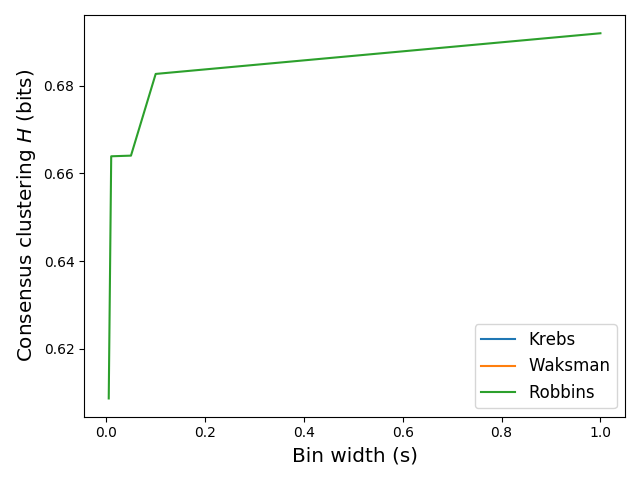 Consensus clustering H (bits)
0.68
0.66
0.64
0.62
0.0 0.2 0.4 0.6 0.8 1.0
Bin width (s)
Krebs
Waksman
Robbins